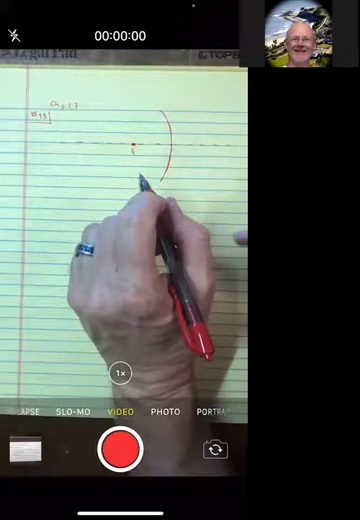 00:00:00
Legal Pad
TOPS
Ch, 17
#13
1×
SLO-MO VIDEO PHOTO